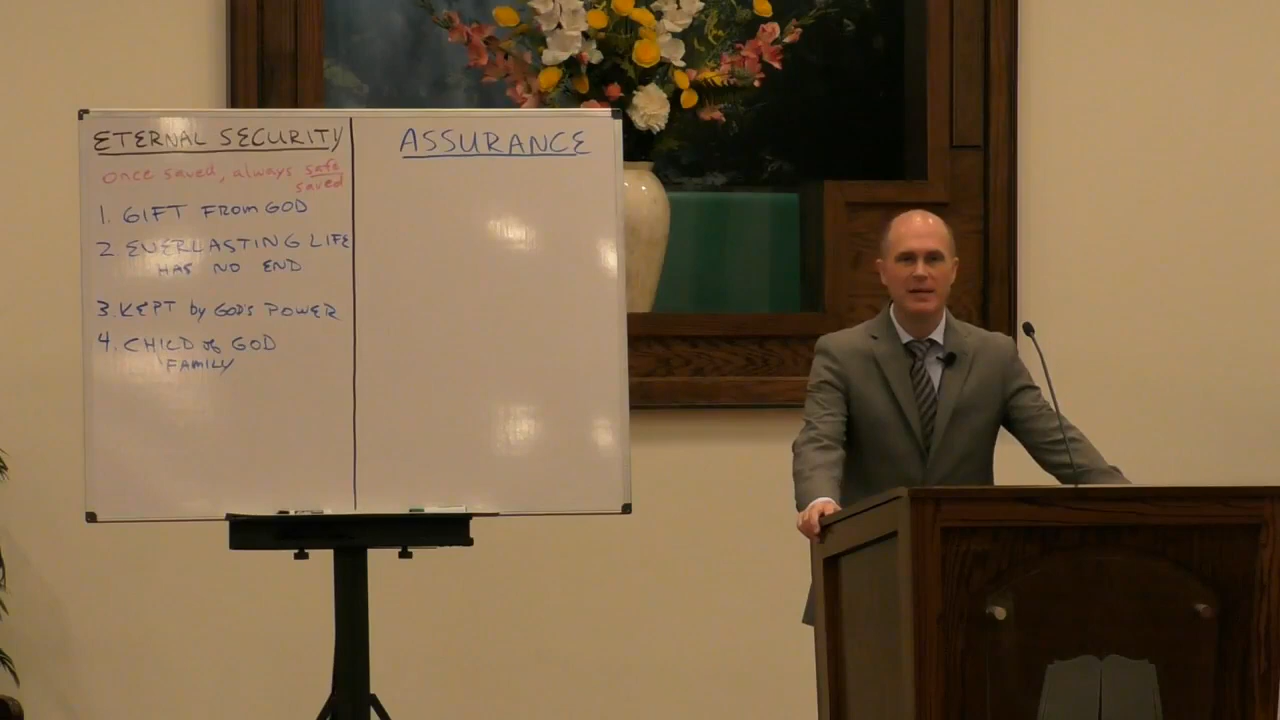 ETERNAL SECURITY
once saved, always safe
saved
1. GIFT FROM GOD
2 EVERLASTING LIFE
HAS NO END
3. KEPT by GOD'S POWER
4. CHILD of GOD
FAMILY
ASSURANCE